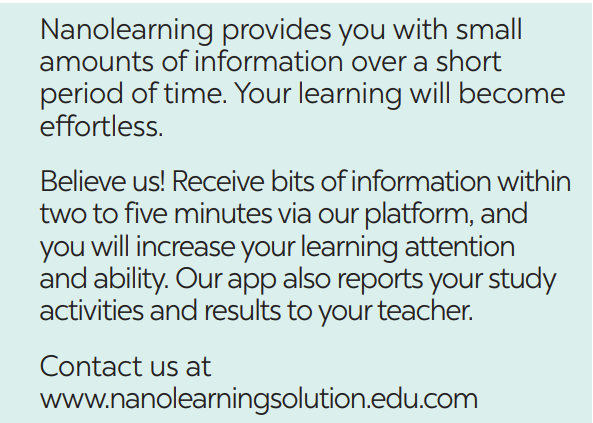 Nanolearning provides you with small
amounts of information over a short
period of time. Your learning will become
effortless.
Believe us! Receive bits of information within
two to five minutes via our platform, and
you will increase your learning attention
and ability. Our app also reports your study
activities and results to your teacher.
Contact us at
www.nanolearningsolution.edu.com